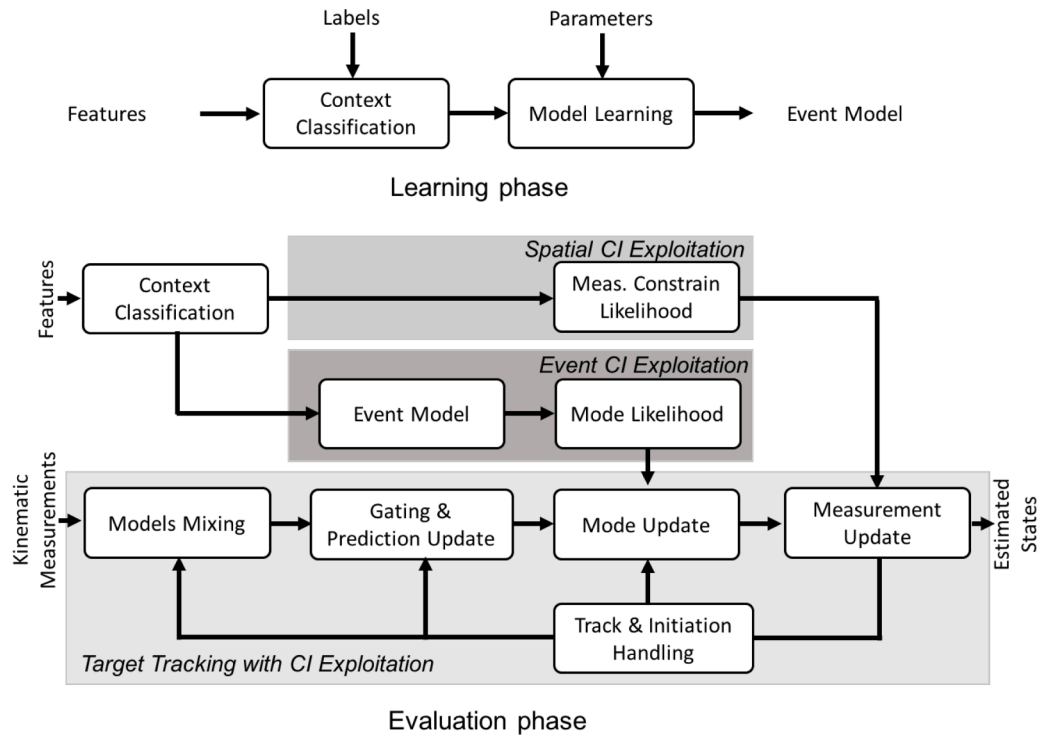 Labels
Parameters
Features
Context
Classification
Model Learning
Event Model
Learning phase
Features
Context
Classification
Spatial CI Exploitation
Meas. Constrain
Likelihood
Event CI Exploitation
Event Model
Mode Likelihood
Kinematic
Measurements
Models Mixing
Gating &
Prediction Update
Mode Update
Measurement
Update
Estimated
States
Track & Initiation
Handling
Target Tracking with CI Exploitation
Evaluation phase